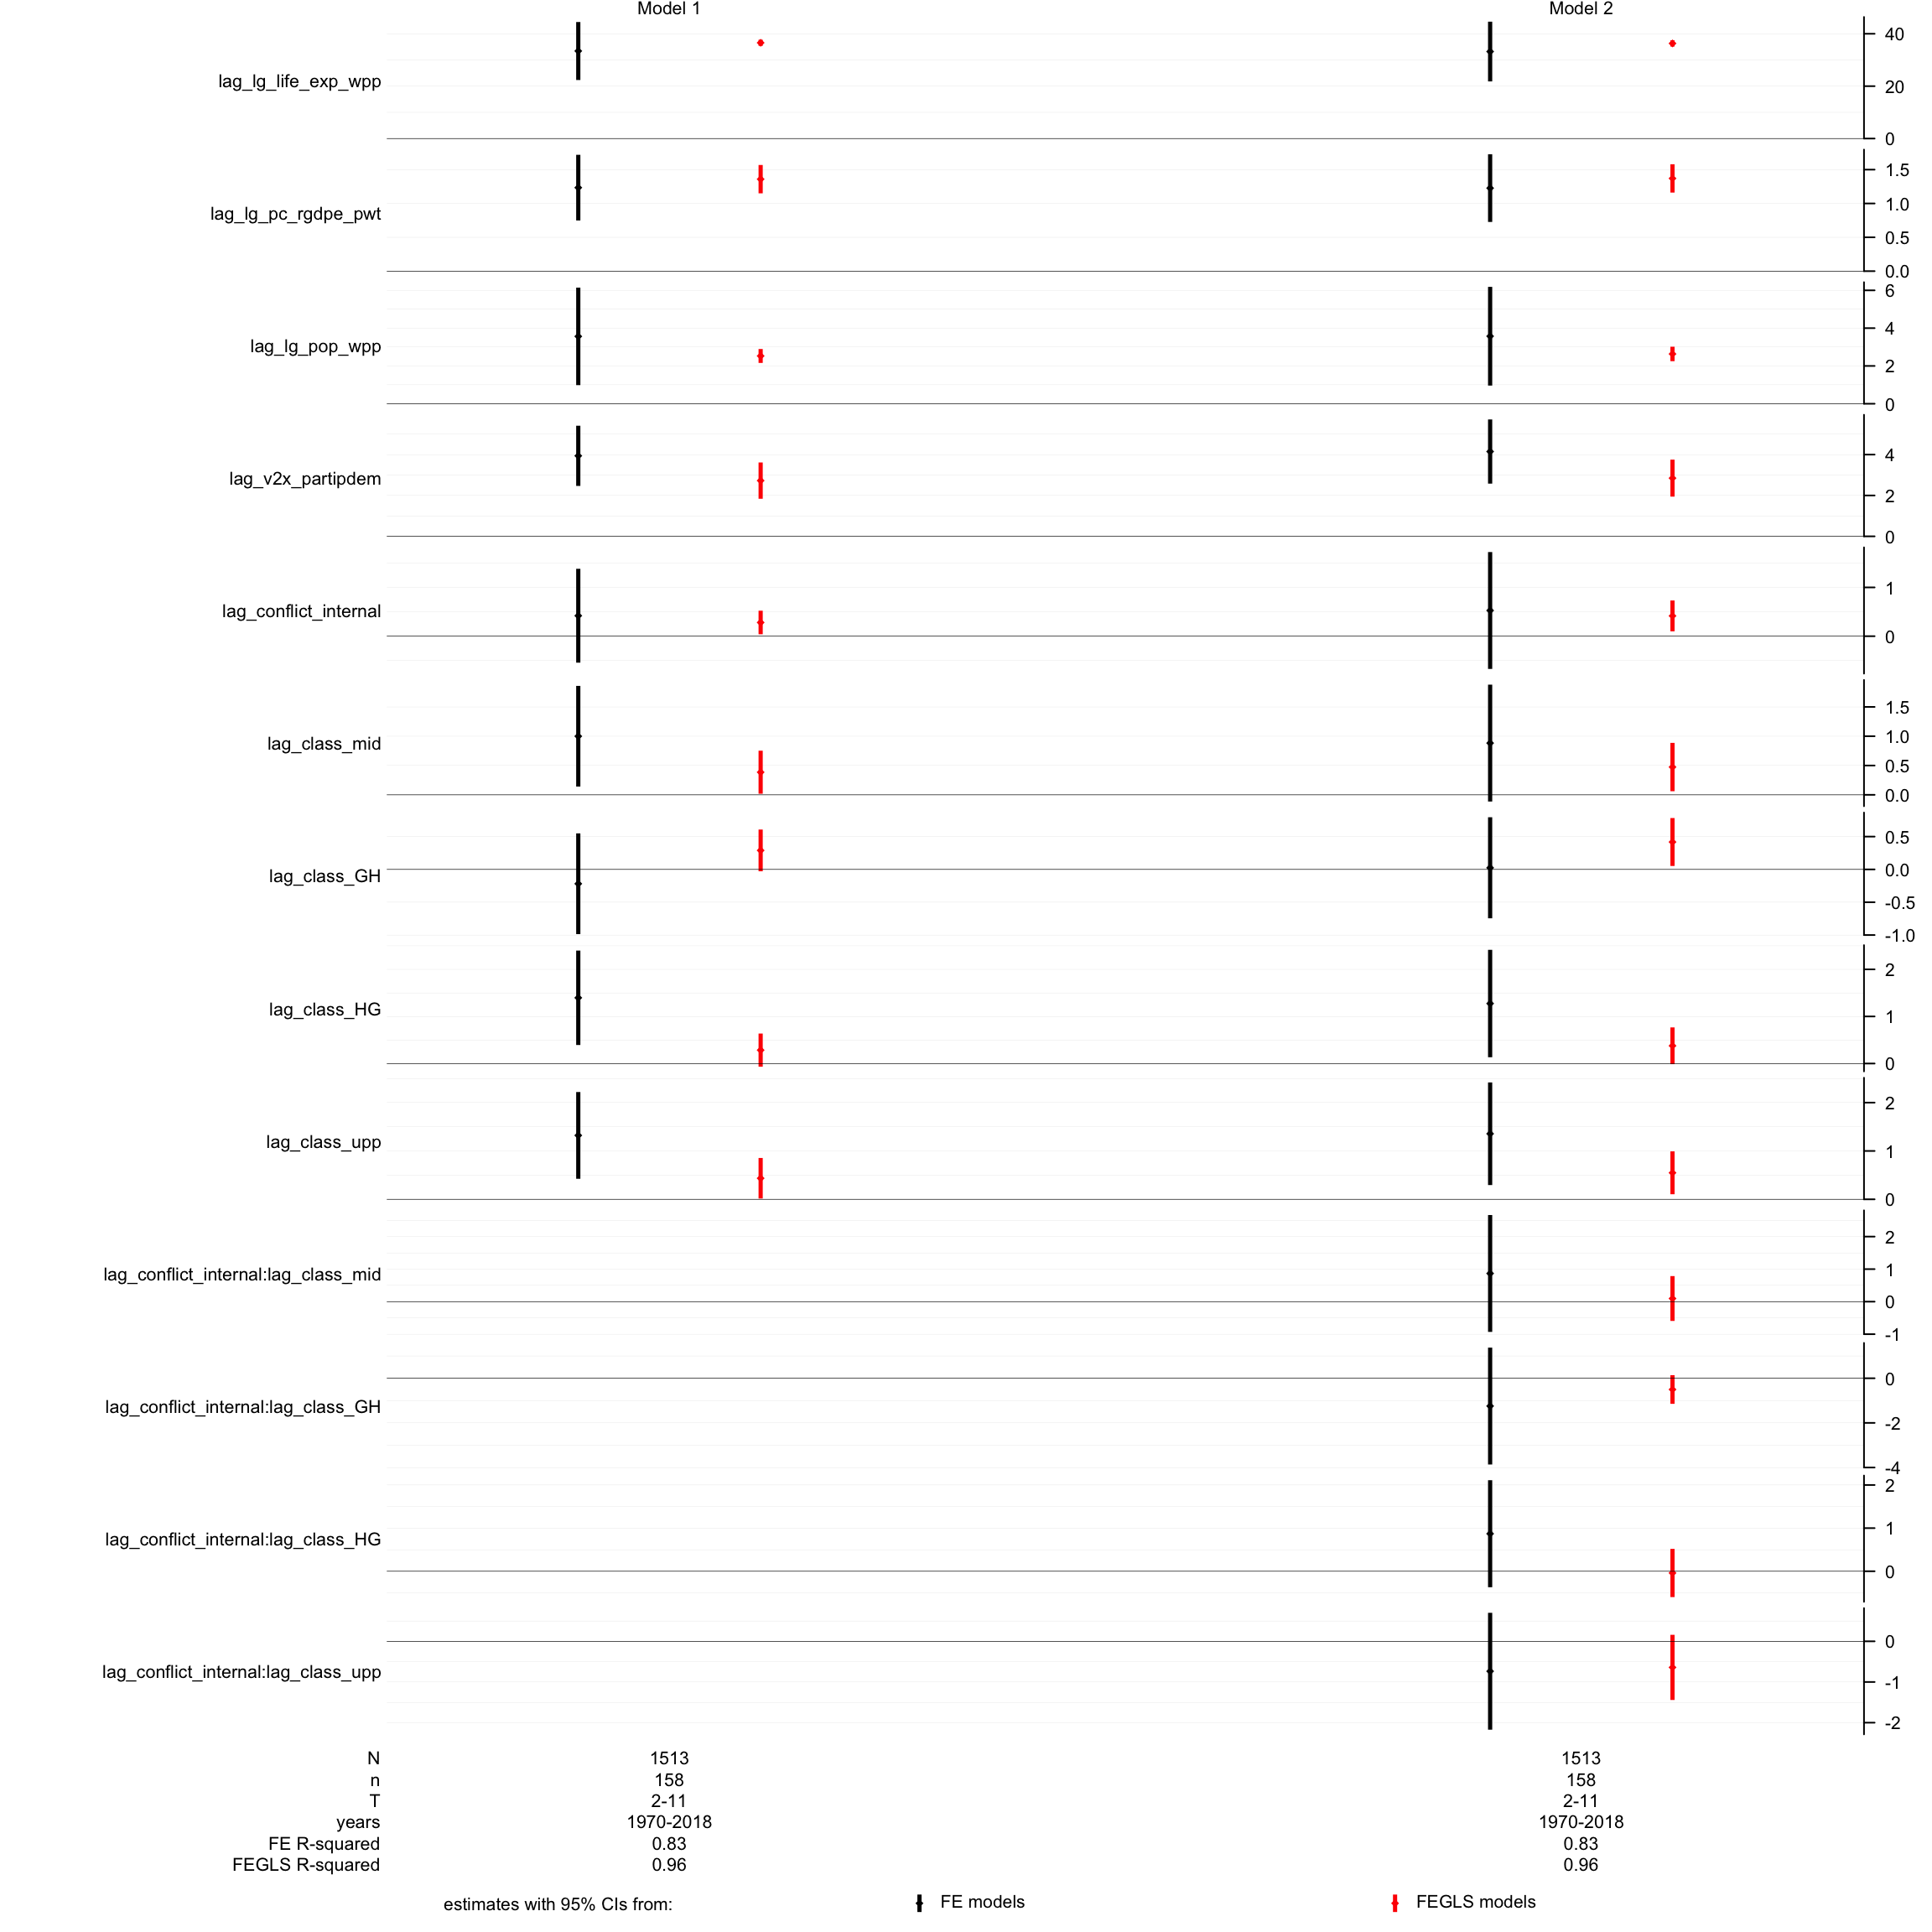 Model 1 Model 2
lag_lg_life_exp_wpp
40
20
0
lag_lg_pc_rgdpe_pwt
1.5
1.0
0.5
0.0
lag_lg_pop_wpp
6
4
2
0
lag_v2x_partipdem
4
2
0
lag_conflict_internal
1
0
lag_class_mid
1.5
1.0
0.5
0.0
lag_class_GH
0.5
0.0
-0.5
-1.0
lag_class_HG
2
1
0
lag_class_upp
2
1
0
lag_conflict_internal:lag_class_mid
2
1
0
-1
lag_conflict_internal:lag_class_GH
0
-2
-4
lag_conflict_internal:lag_class_HG
2
1
0
lag_conflict_internal:lag_class_upp
0
-1
-2
N 1513 1513
n 158 158
T 2-11 2-11
years 1970-2018 1970-2018
FE R-squared 0.83 0.83
FEGLS R-squared 0.96 0.96
estimates with 95% CIs from: FE models FEGLS models